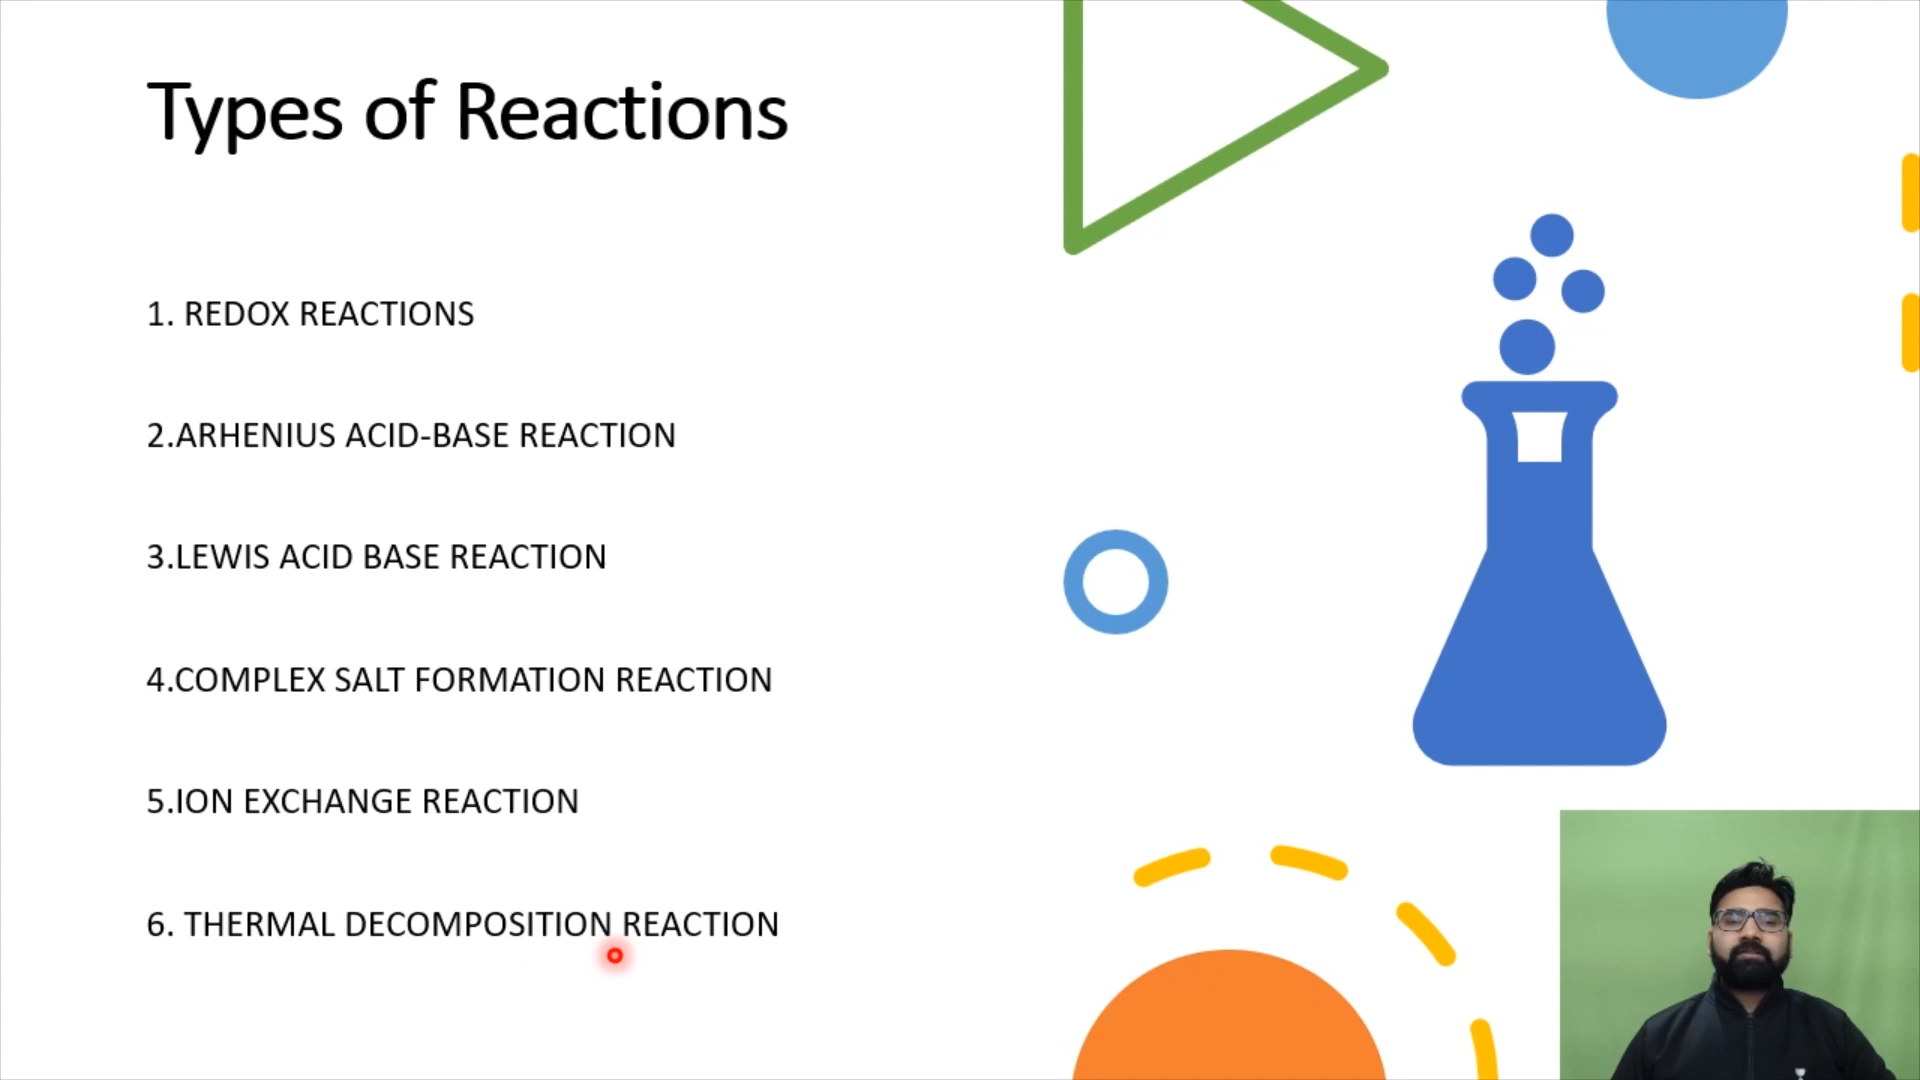 Types of Reactions
1. REDOX REACTIONS
2.ARHENIUS ACID-BASE REACTION
3.LEWIS ACID BASE REACTION
4.COMPLEX SALT FORMATION REACTION
5.ION EXCHANGE REACTION
6. THERMAL DECOMPOSITION REACTION